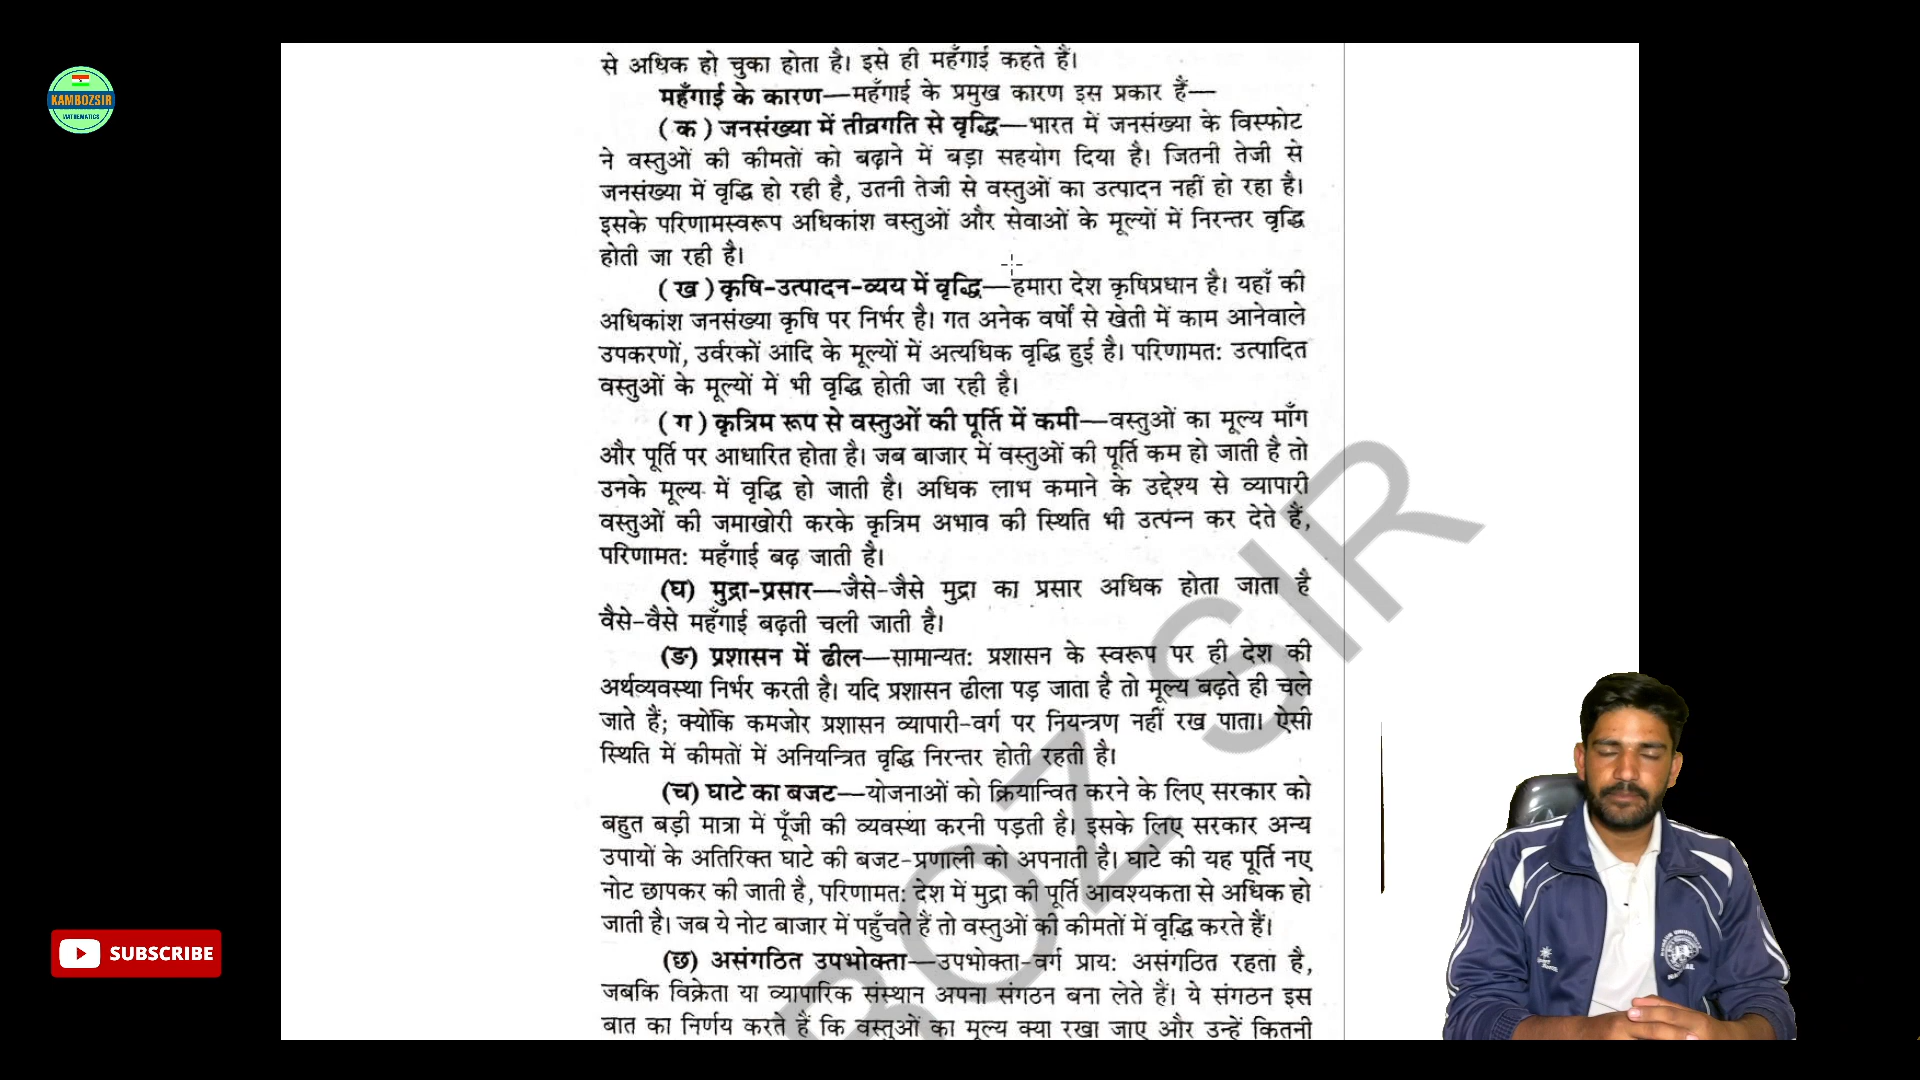 से अधिक हो चुका होता है। इसे ही महँगाई कहते हैं।
महँगाई के कारण—महँगाई के प्रमुख कारण इस प्रकार हैं—
( क ) जनसंख्या में तीव्रगति से वृद्धि—भारत में जनसंख्या के विस्फोट
ने वस्तुओं की कीमतों को बढ़ाने में बड़ा सहयोग दिया है। जितनी तेजी से
जनसंख्या में वृद्धि हो रही है, उतनी तेजी से वस्तुओं का उत्पादन नहीं हो रहा है।
इसके परिणामस्वरूप अधिकांश वस्तुओं और सेवाओं के मूल्यों में निरन्तर वृद्धि
होती जा रही है।
( ख ) कृषि-उत्पादन-व्यय में वृद्धि—हमारा देश कृषिप्रधान है। यहाँ की
अधिकांश जनसंख्या कृषि पर निर्भर है। गत अनेक वर्षों से खेती में काम आनेवाले
उपकरणों, उर्वरकों आदि के मूल्यों में अत्यधिक वृद्धि हुई है। परिणामत: उत्पादित
वस्तुओं के मूल्यों में भी वृद्धि होती जा रही है।
( ग ) कृत्रिम रूप से वस्तुओं की पूर्ति में कमी—वस्तुओं का मूल्य माँग
और पूर्ति पर आधारित होता है। जब बाजार में वस्तुओं की पूर्ति कम हो जाती है तो
उनके मूल्य में वृद्धि हो जाती है। अधिक लाभ कमाने के उद्देश्य से व्यापारी
वस्तुओं की जमाखोरी करके कृत्रिम अभाव की स्थिति भी उत्पन्न कर देते हैं,
परिणामत: महँगाई बढ़ जाती है।
(घ) मुद्रा-प्रसार—जैसे-जैसे मुद्रा का प्रसार अधिक होता जाता है
वैसे-वैसे महँगाई बढ़ती चली जाती है।
(ङ) प्रशासन में ढील—सामान्यत: प्रशासन के स्वरूप पर ही देश की
अर्थव्यवस्था निर्भर करती है। यदि प्रशासन ढीला पड़ जाता है तो मूल्य बढ़ते ही चले
जाते हैं; क्योंकि कमजोर प्रशासन व्यापारी-वर्ग पर नियन्त्रण नहीं रख पाता। ऐसी
स्थिति में कीमतों में अनियन्त्रित वृद्धि निरन्तर होती रहती है।
(च) घाटे का बजट—योजनाओं को क्रियान्वित करने के लिए सरकार को
बहुत बड़ी मात्रा में पूँजी की व्यवस्था करनी पड़ती है। इसके लिए सरकार अन्य
उपायों के अतिरिक्त घाटे की बजट-प्रणाली को अपनाती है। घाटे की यह पूर्ति नए
नोट छापकर की जाती है, परिणामत: देश में मुद्रा की पूर्ति आवश्यकता से अधिक हो
जाती है। जब ये नोट बाजार में पहुँचते हैं तो वस्तुओं की कीमतों में वृद्धि करते हैं।
(छ) असंगठित उपभोक्ता—उपभोक्ता-वर्ग प्राय: असंगठित रहता है,
जबकि विक्रेता या व्यापारिक संस्थान अपना संगठन बना लेते हैं। ये संगठन इस
बात का निर्णय करते हैं कि वस्तुओं का मूल्य क्या रखा जाए और उन्हें कितनी
BOZ SIR
KAMBOZSIR
MATHEMATICS
SUBSCRIBE